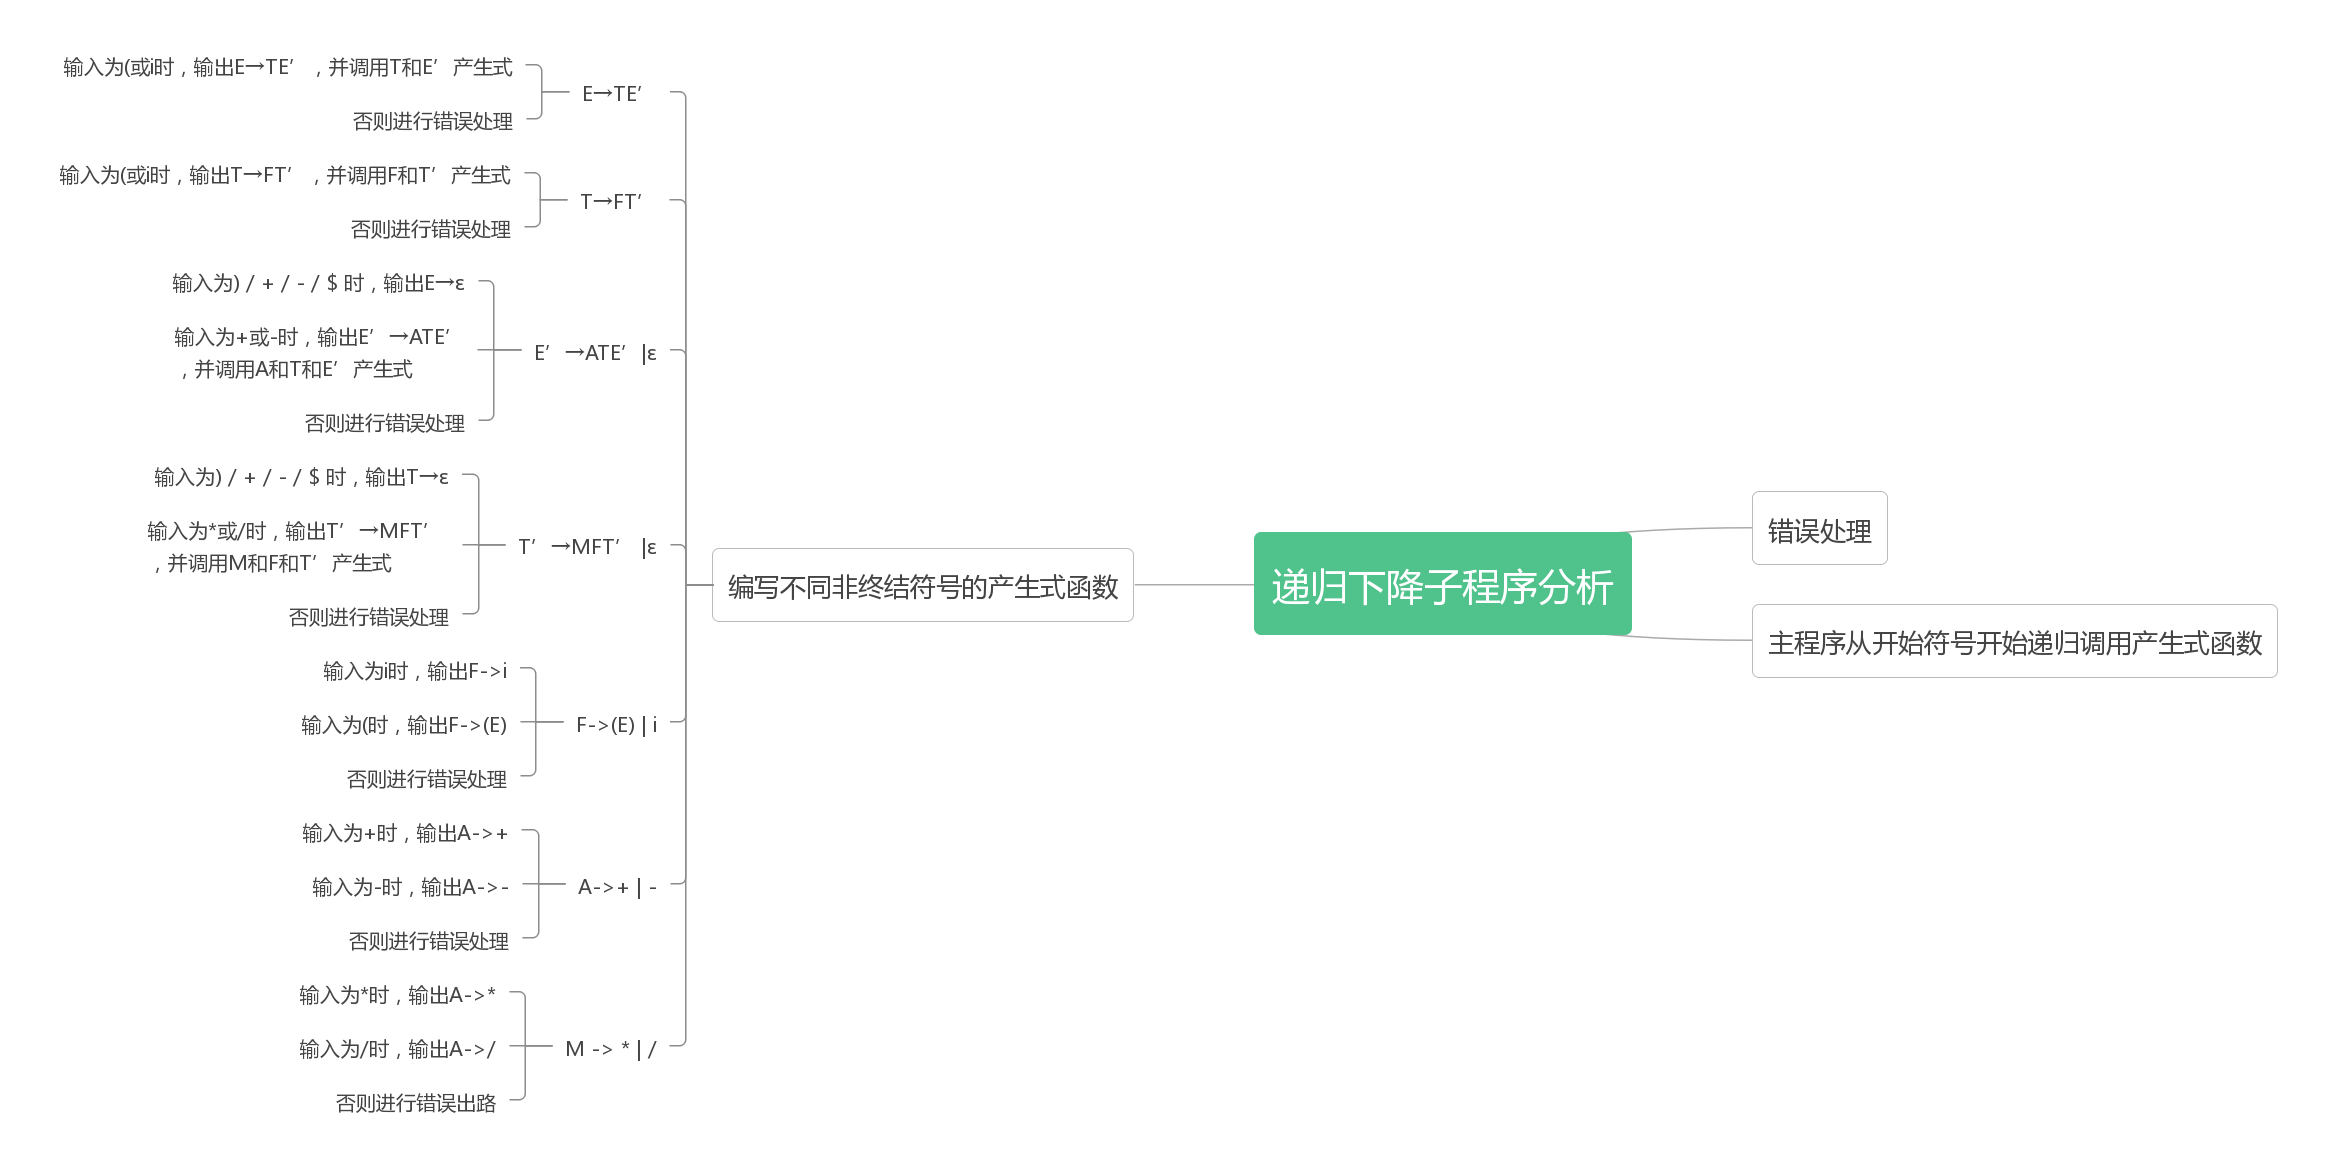 输入为(或i时，输出E→TE′ ，并调用T和E′产生式
否则进行错误处理
E→TE′
输入为(或i时，输出T→FT′ ，并调用F和T′产生式
否则进行错误处理
T→FT′
输入为) / + / - / $ 时，输出E→ε
输入为+或-时，输出E′→ATE′
，并调用A和T和E′产生式
否则进行错误处理
E′→ATE′|ε
输入为) / + / - / $ 时，输出T→ε
输入为*或/时，输出T′→MFT′
，并调用M和F和T′产生式
否则进行错误处理
T′→MFT′ |ε
输入为i时，输出F->i
输入为(时，输出F->(E)
否则进行错误处理
F->(E) | i
输入为+时，输出A->+
输入为-时，输出A->-
否则进行错误处理
A->+ | -
输入为*时，输出A->*
输入为/时，输出A->/
否则进行错误出路
M -> * | /
编写不同非终结符号的产生式函数
递归下降子程序分析
错误处理
主程序从开始符号开始递归调用产生式函数